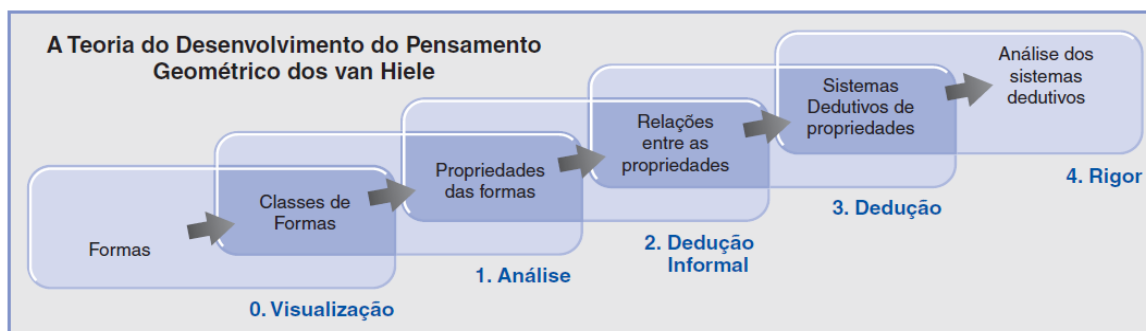 A Teoria do Desenvolvimento do Pensamento
Geométrico dos van Hiele
Formas
Classes de
Formas
0. Visualização
Propriedades
das formas
1. Análise
Relações
entre as
propriedades
2. Dedução
Informal
Sistemas
Dedutivos de
propriedades
3. Dedução
Análise dos
sistemas
dedutivos
4. Rigor